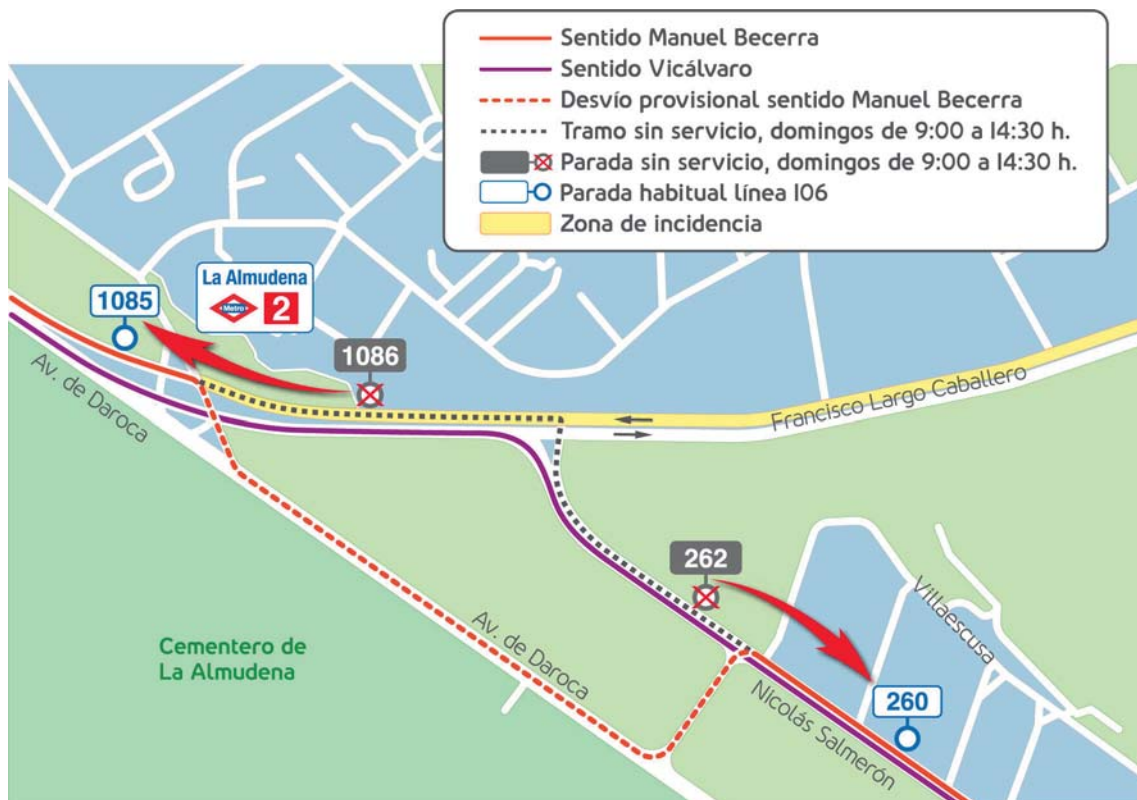 Sentido Manuel Becerra
Sentido Vicálvaro
Desvío provisional sentido Manuel Becerra
Tramo sin servicio, domingos de 9:00 a 14:30 h.
Parada sin servicio, domingos de 9:00 a 14:30 h.
Parada habitual línea 106
Zona de incidencia
La Almudena
Metro 2
1085
1086
Av. de Daroca
Francisco Largo Caballero
262
Villaescusa
Av. de Daroca
Cementero de
La Almudena
260
Nicolás Salmerón